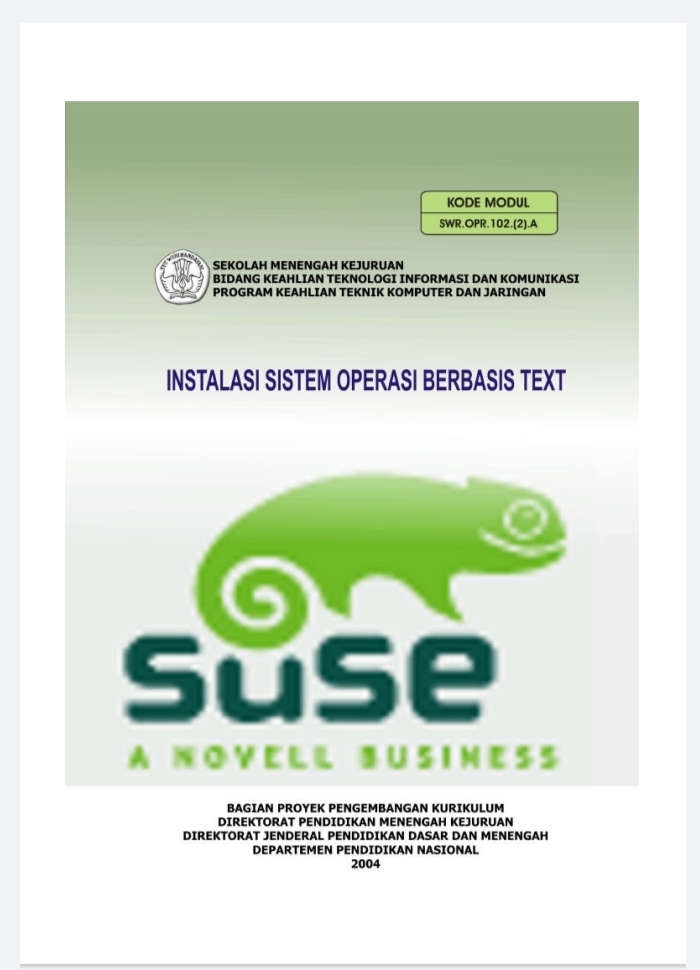 KODE MODUL
SWR.OPR.102.(2).A
SEKOLAH MENENGAH KEJURUAN
BIDANG KEAHLIAN TEKNOLOGI INFORMASI DAN KOMUNIKASI
PROGRAM KEAHLIAN TEKNIK KOMPUTER DAN JARINGAN
INSTALASI SISTEM OPERASI BERBASIS TEXT
suse
A NOVELL BUSINESS
BAGIAN PROYEK PENGEMBANGAN KURIKULUM
DIREKTORAT PENDIDIKAN MENENGAH KEJURUAN
DIREKTORAT JENDERAL PENDIDIKAN DASAR DAN MENENGAH
DEPARTEMEN PENDIDIKAN NASIONAL
2004